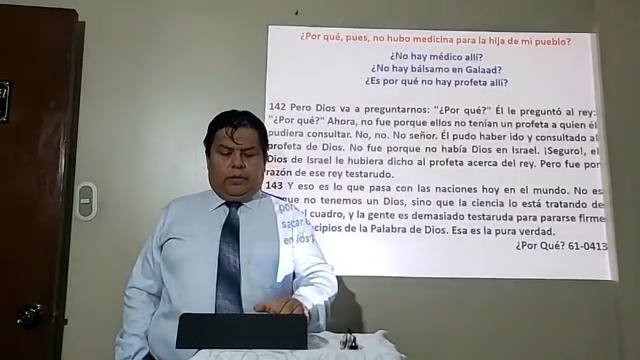 ¿Por qué, pues, no hubo medicina para la hija de mi pueblo?
¿No hay médico allí?
¿No hay bálsamo en Galaad?
¿Es por qué no hay profeta allí?
142 Pero Dios va a preguntarnos: "¿Por qué?" Él le preguntó al rey:
"¿Por qué?" Ahora, no fue porque ellos no tenían un profeta a quien él
pudiera consultar. No, no. No señor. Él pudo haber ido y consultado al
profeta de Dios. No fue porque no había Dios en Israel. ¡Seguro!, el
Dios de Israel le hubiera dicho al profeta acerca del rey. Pero fue por
razón de ese rey testarudo.
143 Y eso es lo que pasa con las naciones hoy en el mundo. No es
porque no tenemos un Dios, sino que la ciencia lo está tratando de
sacar el cuadro, y la gente es demasiado testaruda para pararse firme
en los principios de la Palabra de Dios. Esa es la pura verdad.
¿Por Qué? 61-0413